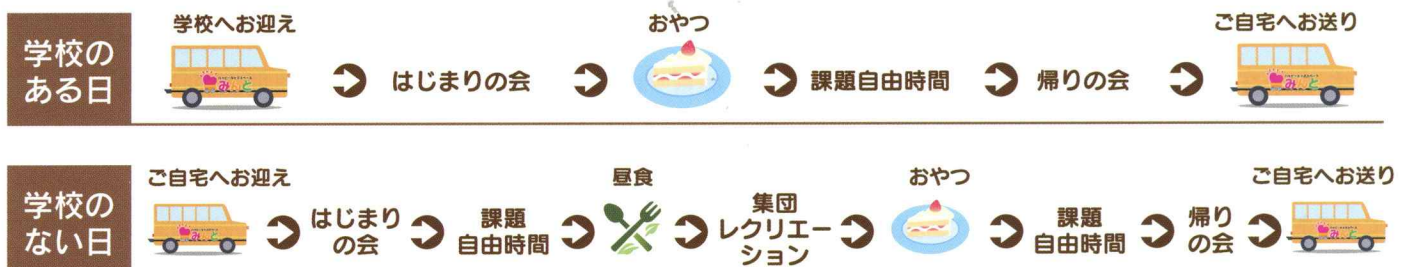 学校の
ある日
学校へお迎え
はじまりの会
おやつ
課題自由時間
帰りの会
ご自宅へお送り
学校の
ない日
ご自宅へお迎え
はじまり
の会
課題
自由時間
昼食
集団
レクリエー
ション
おやつ
課題
自由時間
帰り
の会
ご自宅へお送り